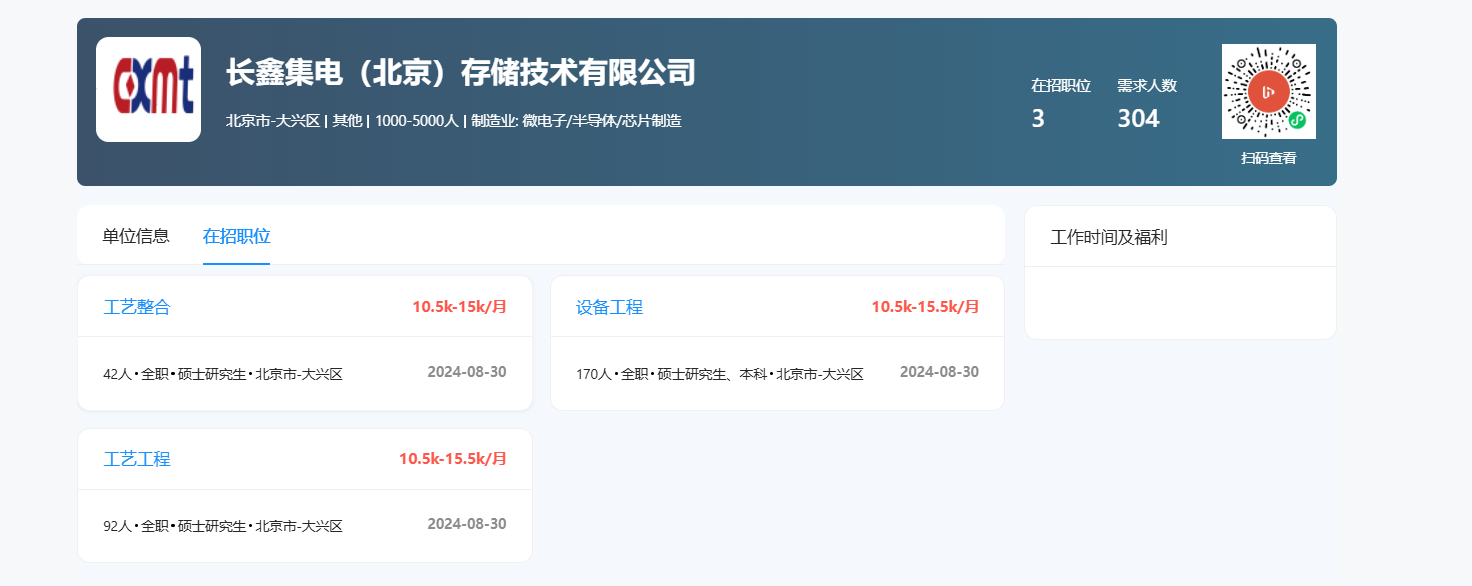 cxmt
长鑫集电（北京）存储技术有限公司
北京市-大兴区 | 其他 | 1000-5000人 | 制造业: 微电子/半导体/芯片制造
在招职位 需求人数
3 304
扫码查看
单位信息 在招职位
工作时间及福利
工艺整合 10.5k-15k/月
42人•全职•硕士研究生•北京市-大兴区 2024-08-30
设备工程 10.5k-15.5k/月
170人•全职•硕士研究生、本科•北京市-大兴区 2024-08-30
工艺工程 10.5k-15.5k/月
92人•全职•硕士研究生•北京市-大兴区 2024-08-30